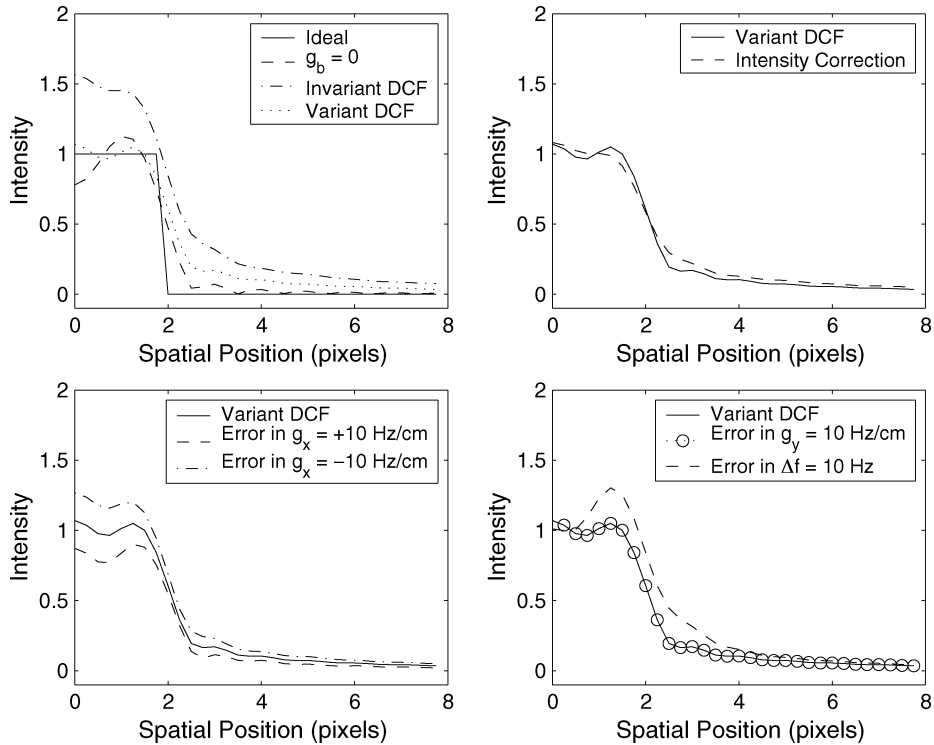 2
1.5
1
0.5
0
Intensity
Ideal
g_b = 0
Invariant DCF
Variant DCF
0 2 4 6 8
Spatial Position (pixels)
2
1.5
1
0.5
0
Intensity
Variant DCF
Intensity Correction
0 2 4 6 8
Spatial Position (pixels)
2
1.5
1
0.5
0
Intensity
Variant DCF
Error in g_x = +10 Hz/cm
Error in g_x = −10 Hz/cm
0 2 4 6 8
Spatial Position (pixels)
2
1.5
1
0.5
0
Intensity
Variant DCF
Error in g_y = 10 Hz/cm
Error in Δf = 10 Hz
0 2 4 6 8
Spatial Position (pixels)